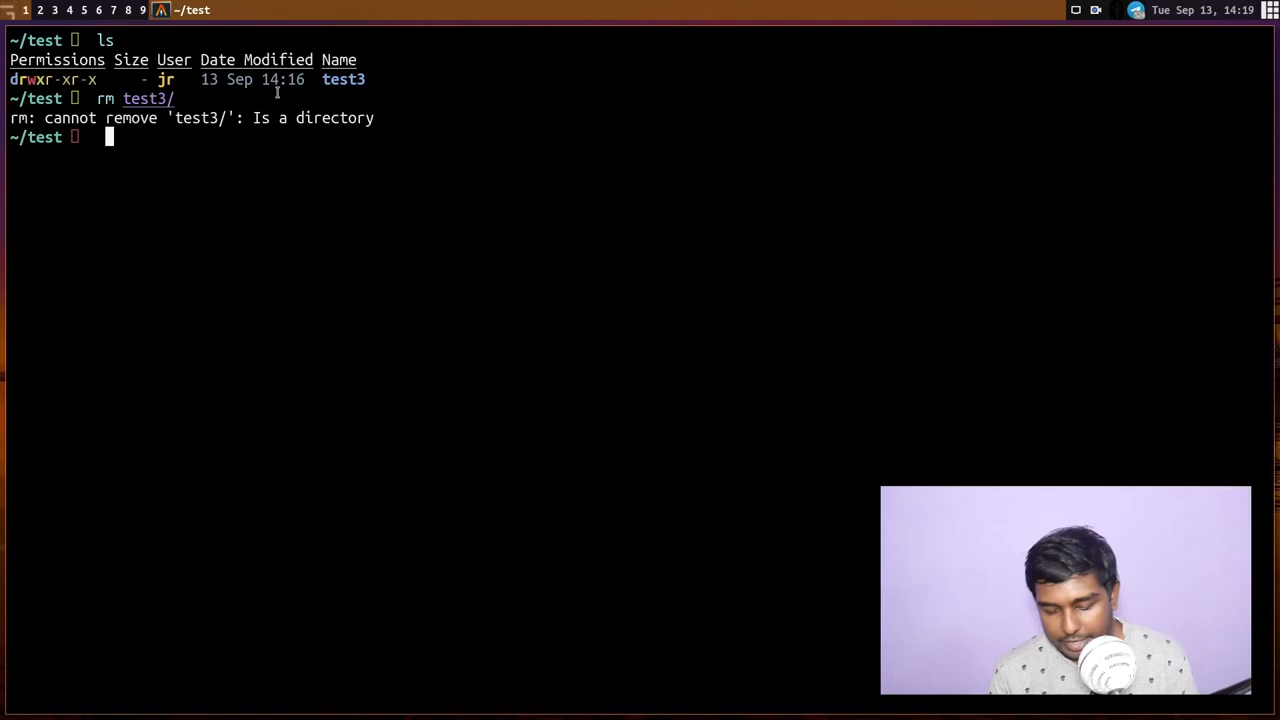 1 2 3 4 5 6 7 8 9 ~/test Tue Sep 13, 14:19
~/test ls
Permissions Size User Date Modified Name
drwxr-xr-x - jr 13 Sep 14:16 test3
~/test rm test3/
rm: cannot remove 'test3/': Is a directory
~/test